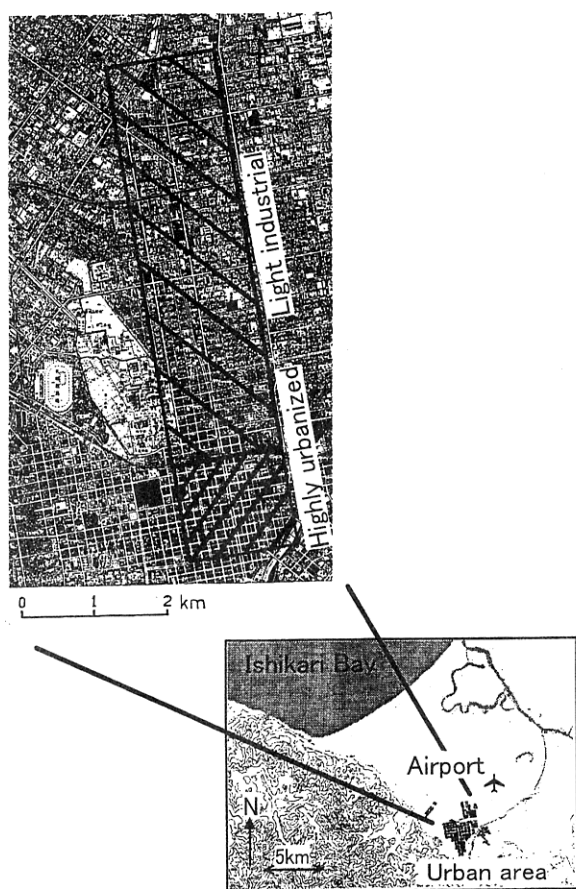 Light industrial
Highly urbanized
0 1 2 km
Ishikari Bay
Airport
N
5km
Urban area